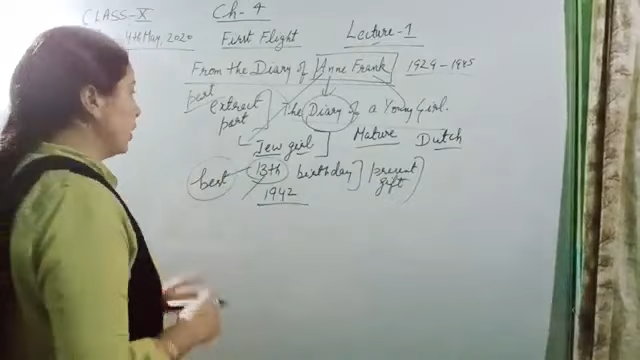 CLASS-X
Ch-4
4th May, 2020
First Flight
Lecture-1
From the Diary of Anne Frank 1929-1945
part
extract
part
The Diary of a Young Girl.
Mature
Dutch
Jew girl
best
13th birthday
present
gift
1942